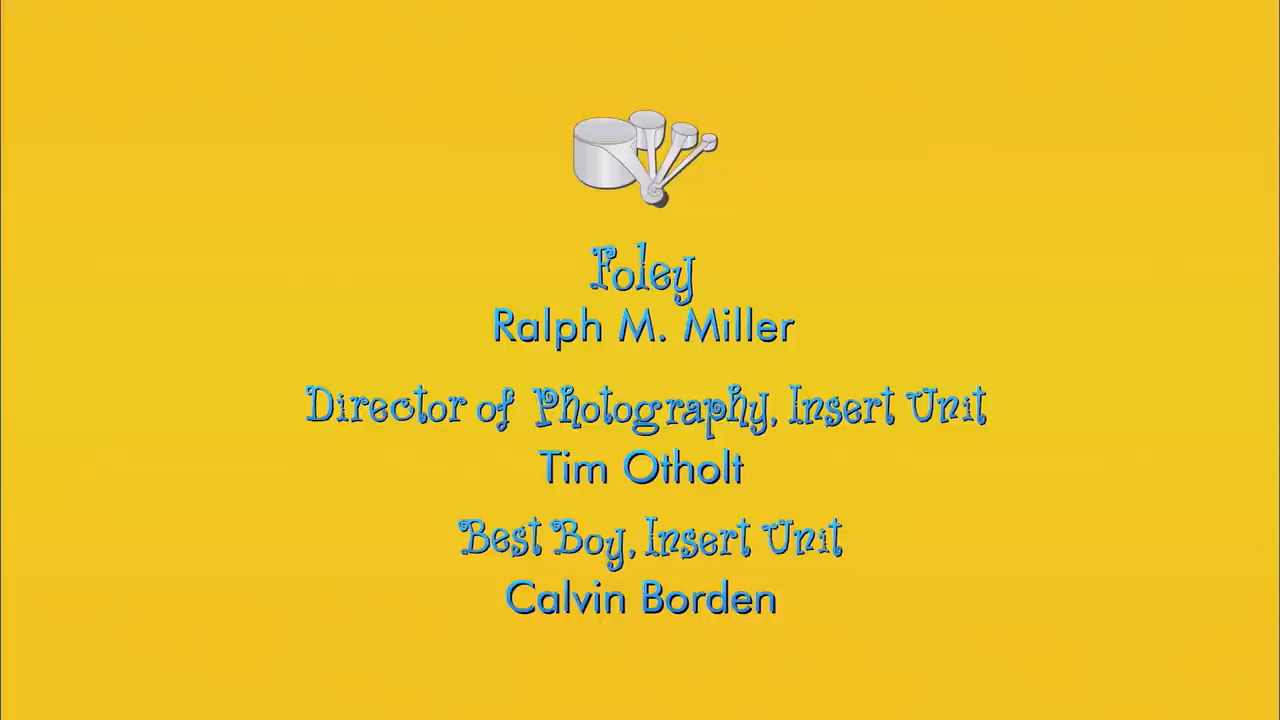 Foley
Ralph M. Miller
Director of Photography, Insert Unit
Tim Otholt
Best Boy, Insert Unit
Calvin Borden